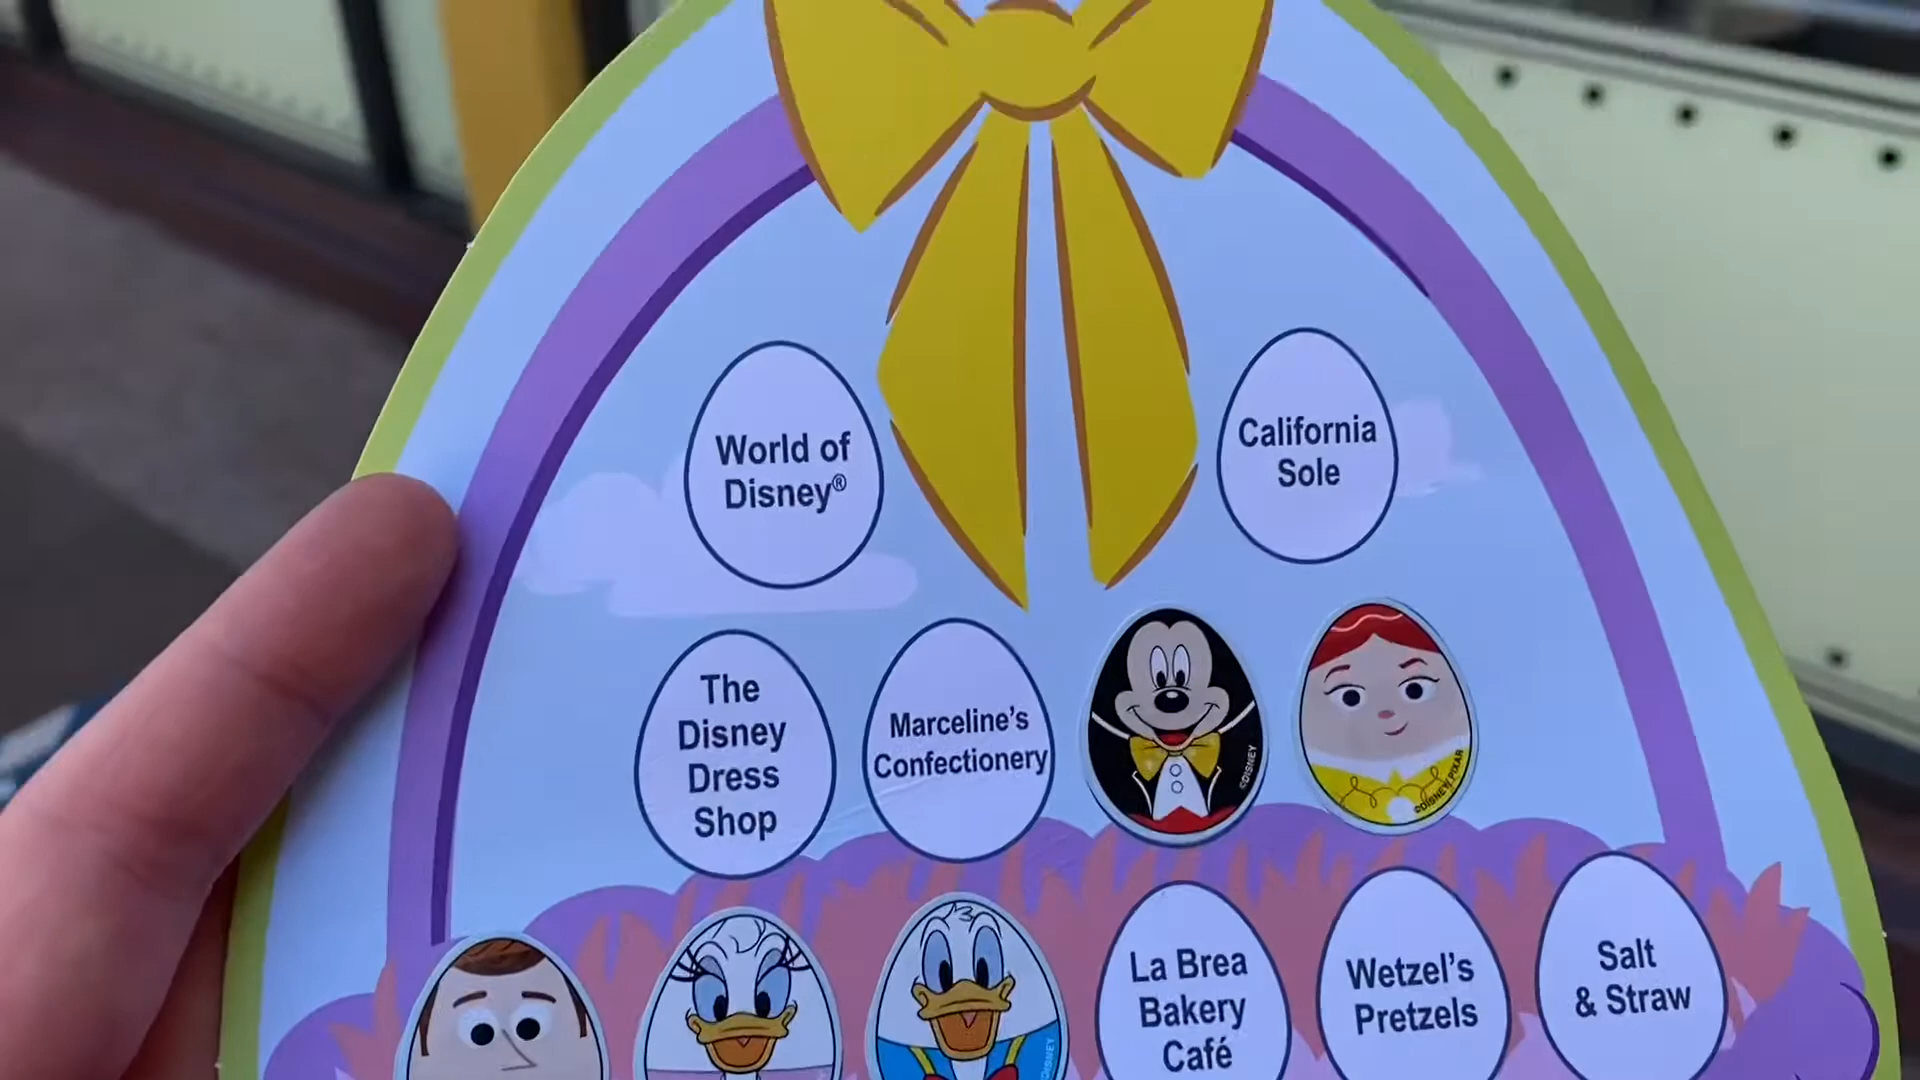 World of
Disney®
California
Sole
The
Disney
Dress
Shop
Marceline's
Confectionery
©DISNEY
©DISNEY/PIXAR
DISNEY
La Brea
Bakery
Café
Wetzel's
Pretzels
Salt
& Straw